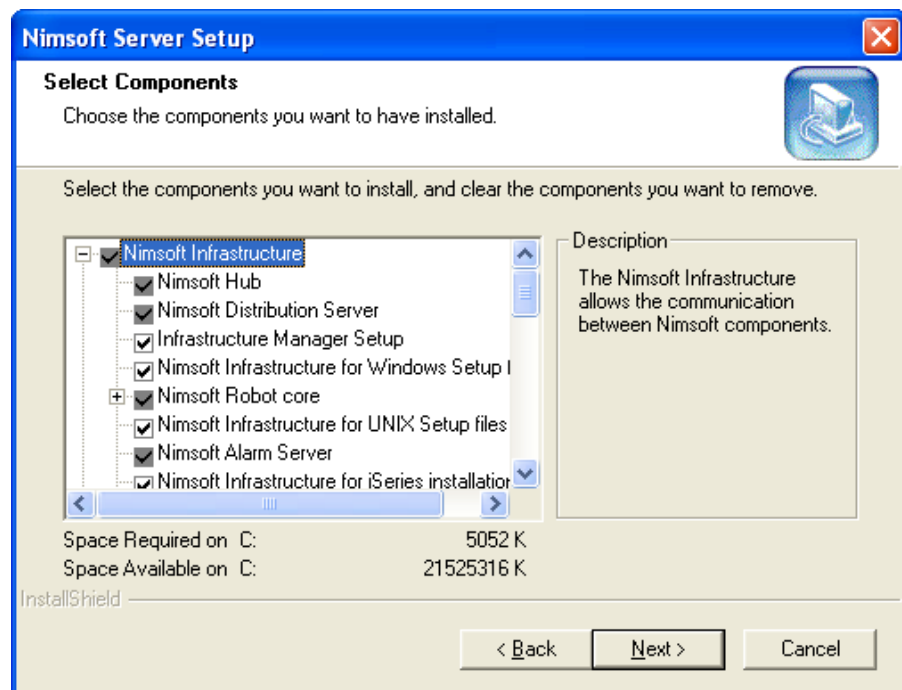 Nimsoft Server Setup
Select Components
Choose the components you want to have installed.
Select the components you want to install, and clear the components you want to remove.
Nimsoft Infrastructure
Nimsoft Hub
Nimsoft Distribution Server
Infrastructure Manager Setup
Nimsoft Infrastructure for Windows Setup
Nimsoft Robot core
Nimsoft Infrastructure for UNIX Setup files
Nimsoft Alarm Server
Nimsoft Infrastructure for iSeries installation
Description
The Nimsoft Infrastructure
allows the communication
between Nimsoft components.
Space Required on C: 5052 K
Space Available on C: 21525316 K
InstallShield
< Back
Next >
Cancel